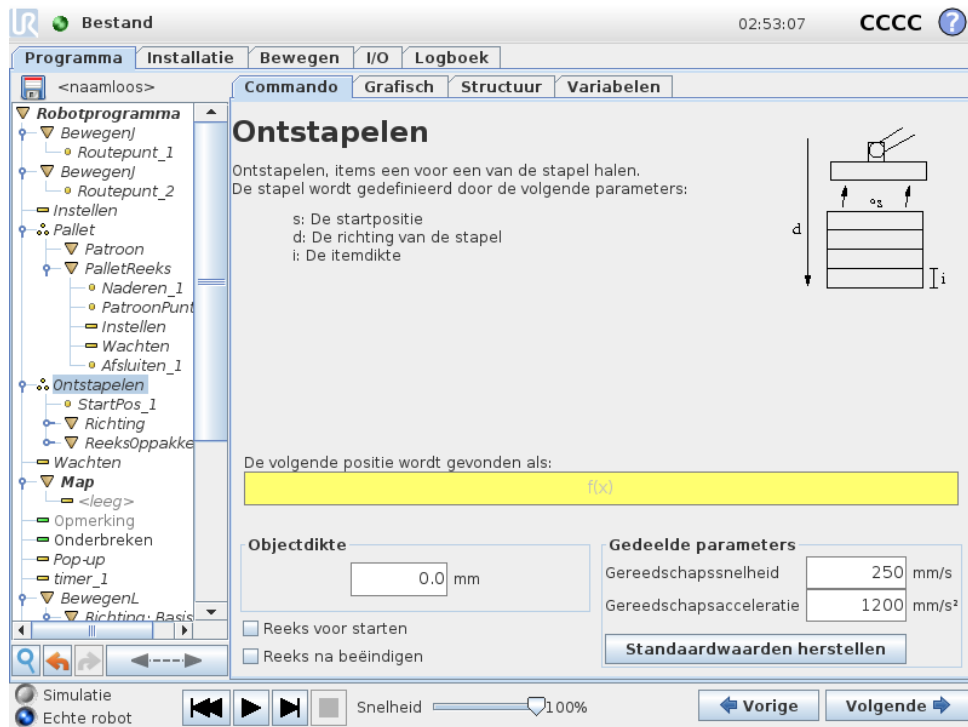 UR Bestand 02:53:07 CCCC ?
Programma Installatie Bewegen I/O Logboek
<naamloos>
Commando Grafisch Structuur Variabelen
Robotprogramma
BewegenJ
Routepunt_1
BewegenJ
Routepunt_2
Instellen
Pallet
Patroon
PalletReeks
Naderen_1
PatroonPunt
Instellen
Wachten
Afsluiten_1
Ontstapelen
StartPos_1
Richting
ReeksOppakke
Wachten
Map
<leeg>
Opmerking
Onderbreken
Pop-up
timer_1
BewegenL
Richting: Basis
Ontstapelen
Ontstapelen, items een voor een van de stapel halen.
De stapel wordt gedefinieerd door de volgende parameters:
s: De startpositie
d: De richting van de stapel
i: De itemdikte
s
d
i
De volgende positie wordt gevonden als:
f(x)
Objectdikte
0.0 mm
Reeks voor starten
Reeks na beëindigen
Gedeelde parameters
Gereedschapssnelheid 250 mm/s
Gereedschapsacceleratie 1200 mm/s²
Standaardwaarden herstellen
Simulatie
Echte robot
Snelheid 100%
Vorige Volgende